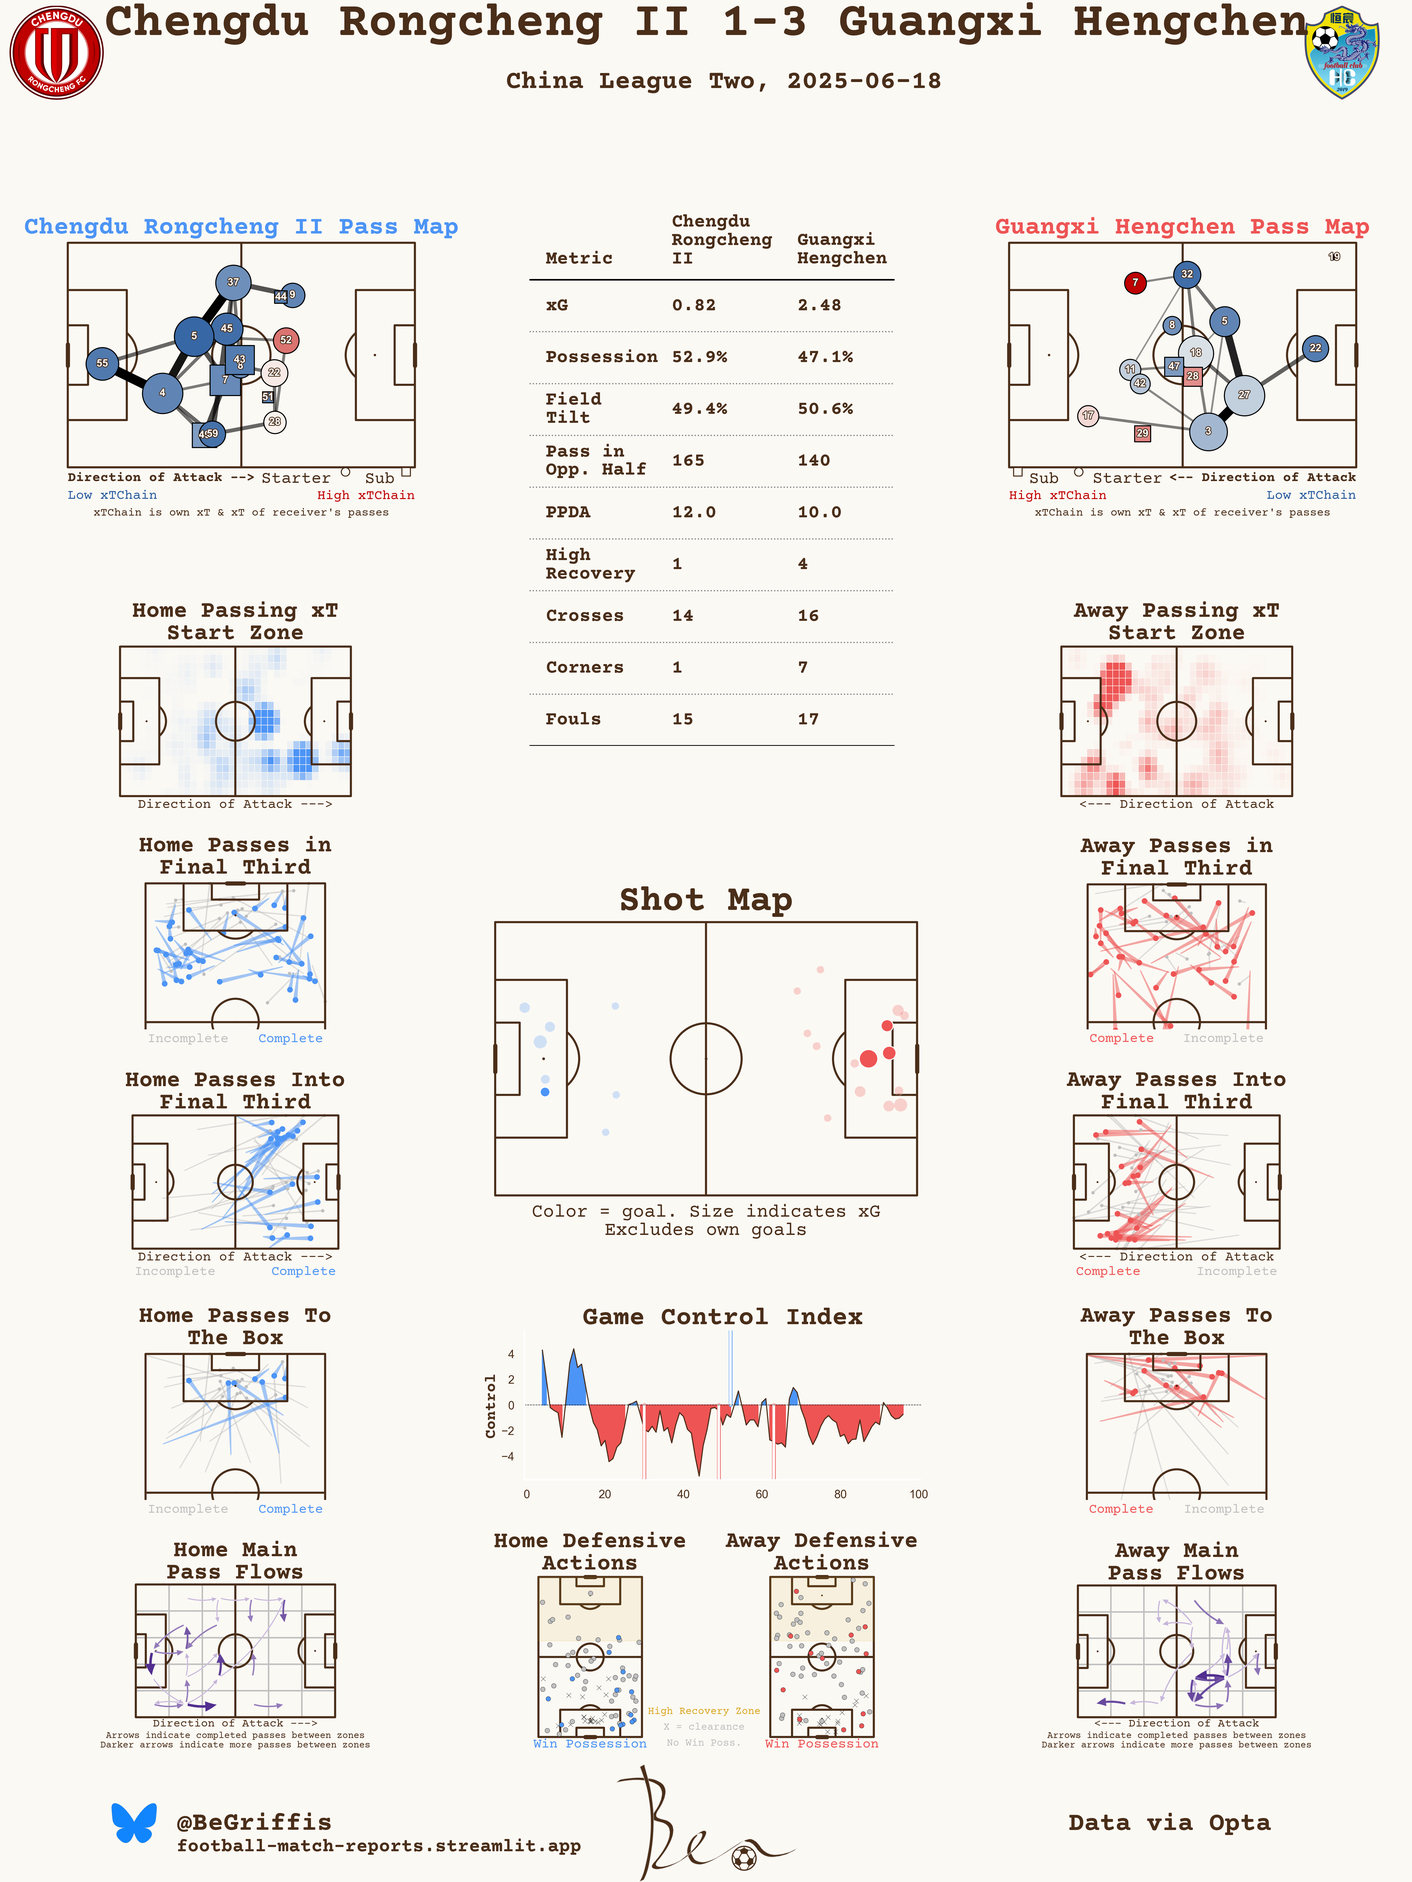 Chengdu Rongcheng II 1-3 Guangxi Hengchen
China League Two, 2025-06-18
CHENGDU
RONGCHENG FC
恒宸
football club
HC
2019
Chengdu Rongcheng II Pass Map
37
44
9
5
45
52
43
8
55
7
22
4
51
28
59
Direction of Attack --> Starter Sub
Low xTChain High xTChain
xTChain is own xT & xT of receiver's passes
Metric Chengdu Rongcheng II Guangxi Hengchen
xG 0.82 2.48
Possession 52.9% 47.1%
Field Tilt 49.4% 50.6%
Pass in Opp. Half 165 140
PPDA 12.0 10.0
High Recovery 1 4
Crosses 14 16
Corners 1 7
Fouls 15 17
Guangxi Hengchen Pass Map
19
32
7
8
5
18
22
11
47
28
42
27
17
3
29
Sub Starter <-- Direction of Attack
High xTChain Low xTChain
xTChain is own xT & xT of receiver's passes
Home Passing xT
Start Zone
Direction of Attack --->
Away Passing xT
Start Zone
<--- Direction of Attack
Home Passes in
Final Third
Incomplete Complete
Away Passes in
Final Third
Complete Incomplete
Shot Map
Color = goal. Size indicates xG
Excludes own goals
Home Passes Into
Final Third
Direction of Attack --->
Incomplete Complete
Away Passes Into
Final Third
<--- Direction of Attack
Complete Incomplete
Home Passes To
The Box
Incomplete Complete
Game Control Index
Control
4
2
0
−2
−4
0 20 40 60 80 100
Away Passes To
The Box
Complete Incomplete
Home Main
Pass Flows
Direction of Attack --->
Arrows indicate completed passes between zones
Darker arrows indicate more passes between zones
Home Defensive
Actions
Win Possession
High Recovery Zone
X = clearance
No Win Poss.
Away Defensive
Actions
Win Possession
Away Main
Pass Flows
<--- Direction of Attack
Arrows indicate completed passes between zones
Darker arrows indicate more passes between zones
@BeGriffis
football-match-reports.streamlit.app
Ben
Data via Opta